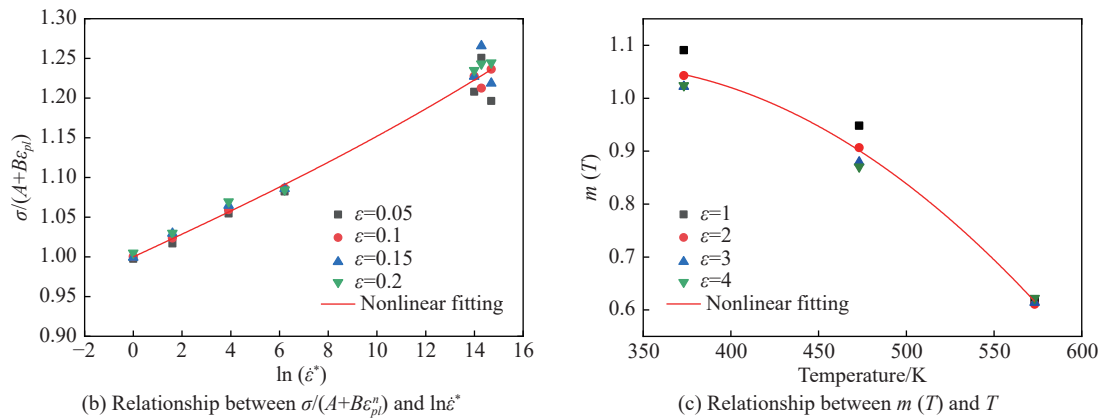 1.30
1.25
1.20
1.15
1.10
1.05
1.00
0.95
0.90
σ/(A+Bε_pl)
ε=0.05
ε=0.1
ε=0.15
ε=0.2
Nonlinear fitting
−2 0 2 4 6 8 10 12 14 16
ln (ε̇*)
(b) Relationship between σ/(A+Bε_pl^n) and lnε̇*
1.1
1.0
0.9
0.8
0.7
0.6
m (T)
ε=1
ε=2
ε=3
ε=4
Nonlinear fitting
350 400 450 500 550 600
Temperature/K
(c) Relationship between m (T) and T